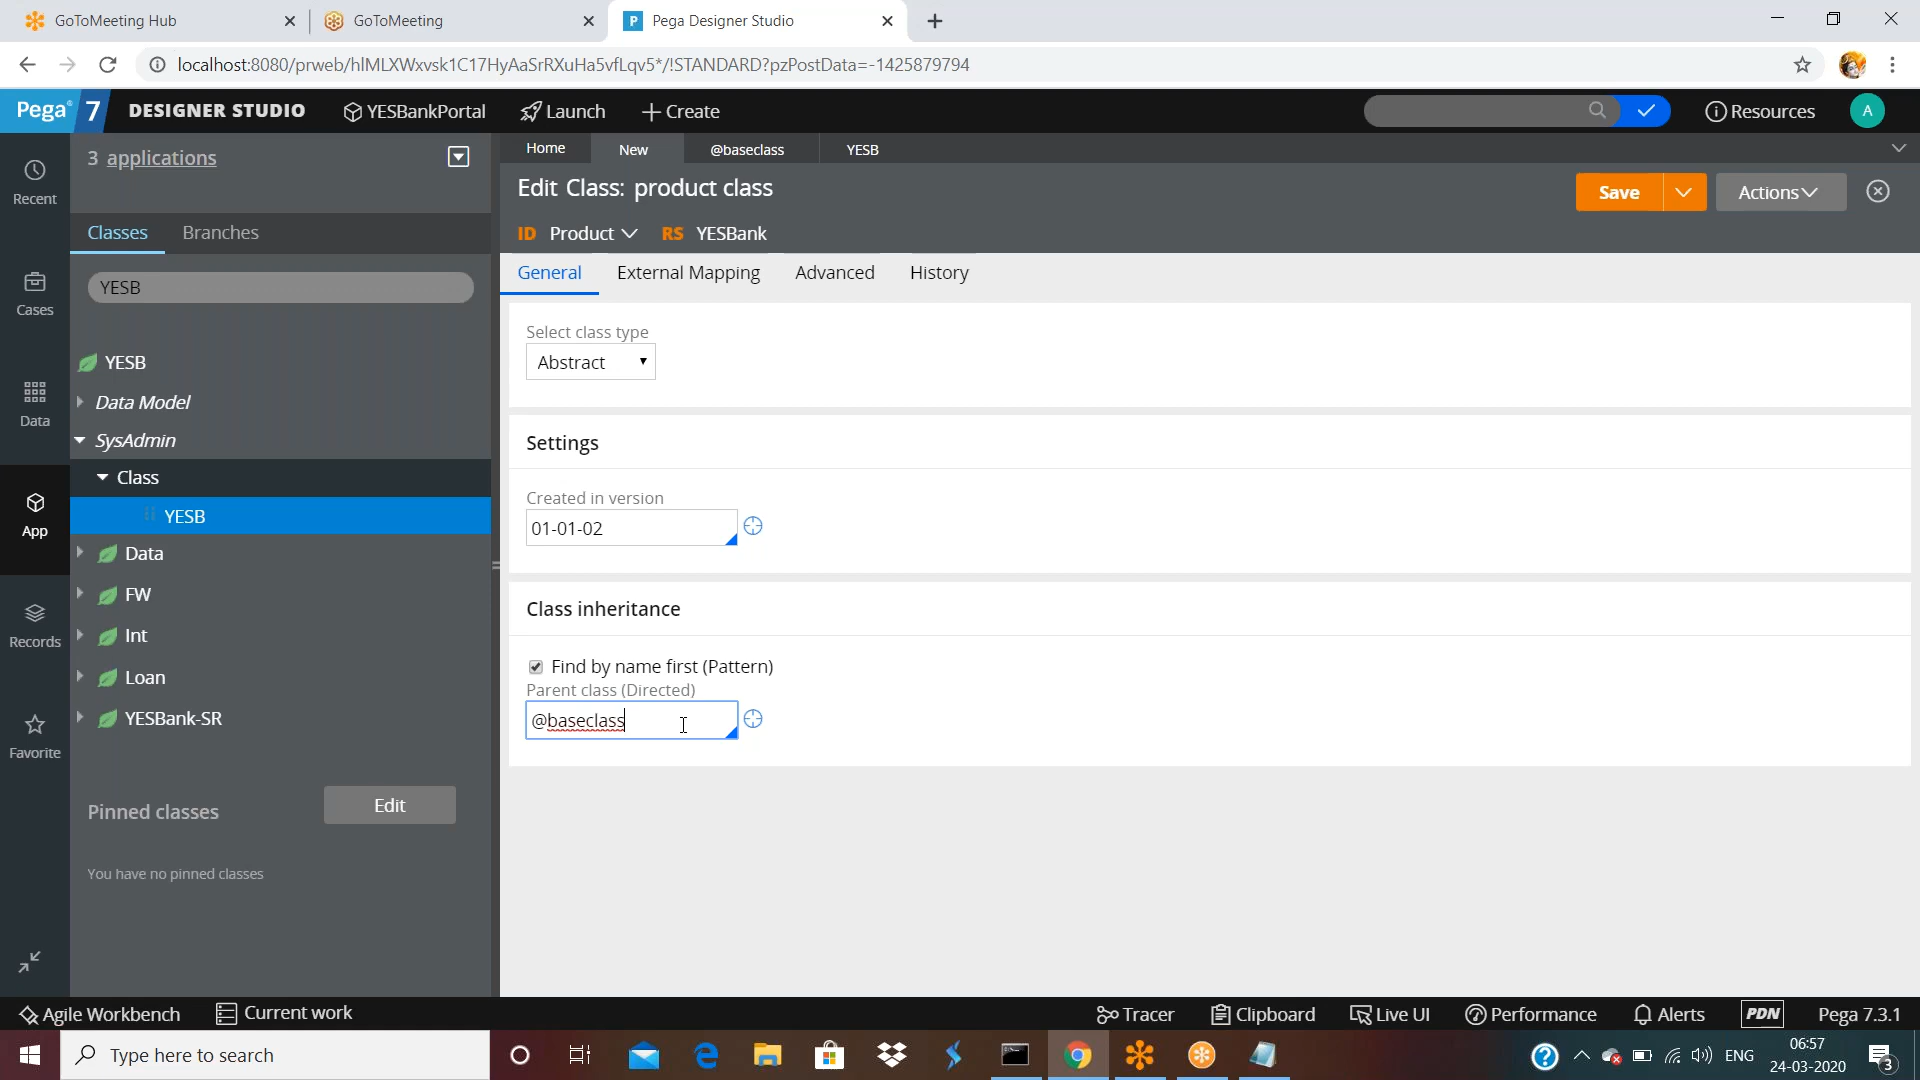 GoToMeeting Hub
GoToMeeting
P Pega Designer Studio
localhost:8080/prweb/hIMLXWxvsk1C17HyAaSrRXuHa5vfLqv5*/!STANDARD?pzPostData=-1425879794
Pega 7 DESIGNER STUDIO YESBankPortal Launch Create Resources A
3 applications
Home New @baseclass YESB
Recent
Edit Class: product class
Save Actions
Classes Branches
ID Product RS YESBank
YESB
General External Mapping Advanced History
Cases
Select class type
Abstract
YESB
Data Model
Data
SysAdmin
Settings
Class
Created in version
App
YESB
01-01-02
Data
FW
Class inheritance
Records
Int
Find by name first (Pattern)
Loan
Parent class (Directed)
YESBank-SR
@baseclass
Favorite
Pinned classes Edit
You have no pinned classes
Agile Workbench Current work Tracer Clipboard Live UI Performance Alerts PDN Pega 7.3.1
Type here to search
ENG
06:57
24-03-2020
3